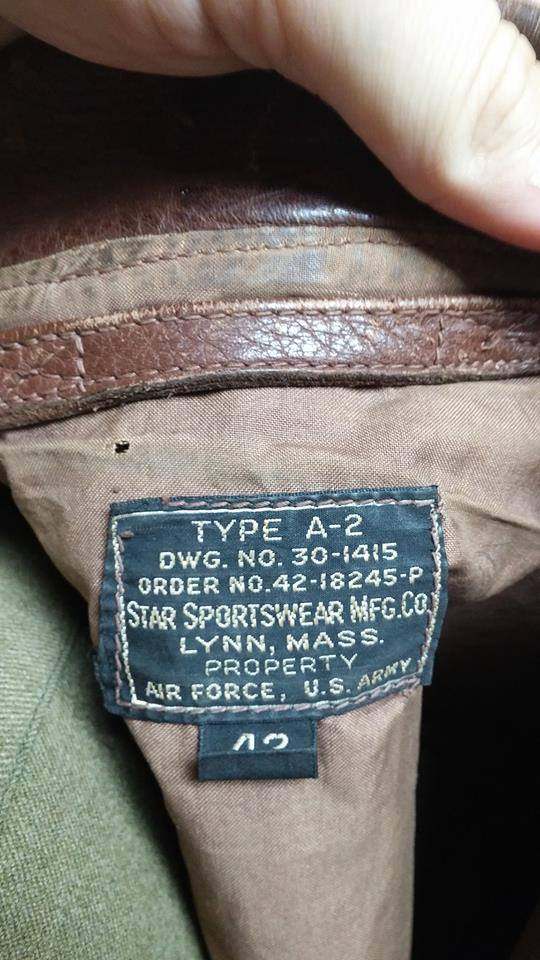 TYPE A-2
DWG. NO. 30-1415
ORDER NO. 42-18245-P
STAR SPORTSWEAR MFG. CO.
LYNN, MASS.
PROPERTY
AIR FORCE, U.S. ARMY
42